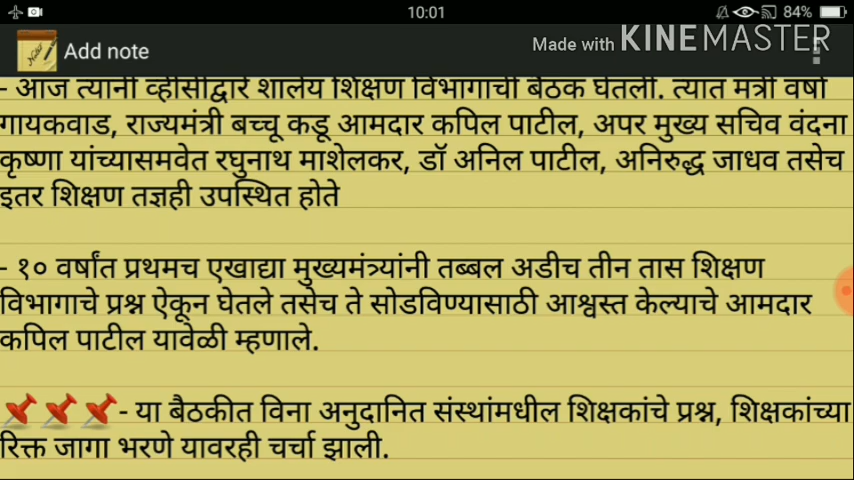 10:01
84%
Add note
Made with KINEMASTER
- आज त्यांनी व्हीसीद्वारे शालेय शिक्षण विभागाची बैठक घेतली. त्यात मंत्री वर्षा
गायकवाड, राज्यमंत्री बच्चू कडू आमदार कपिल पाटील, अपर मुख्य सचिव वंदना
कृष्णा यांच्यासमवेत रघुनाथ माशेलकर, डॉ अनिल पाटील, अनिरुद्ध जाधव तसेच
इतर शिक्षण तज्ञही उपस्थित होते
- १० वर्षांत प्रथमच एखाद्या मुख्यमंत्र्यांनी तब्बल अडीच तीन तास शिक्षण
विभागाचे प्रश्न ऐकून घेतले तसेच ते सोडविण्यासाठी आश्वस्त केल्याचे आमदार
कपिल पाटील यावेळी म्हणाले.
- या बैठकीत विना अनुदानित संस्थांमधील शिक्षकांचे प्रश्न, शिक्षकांच्या
रिक्त जागा भरणे यावरही चर्चा झाली.